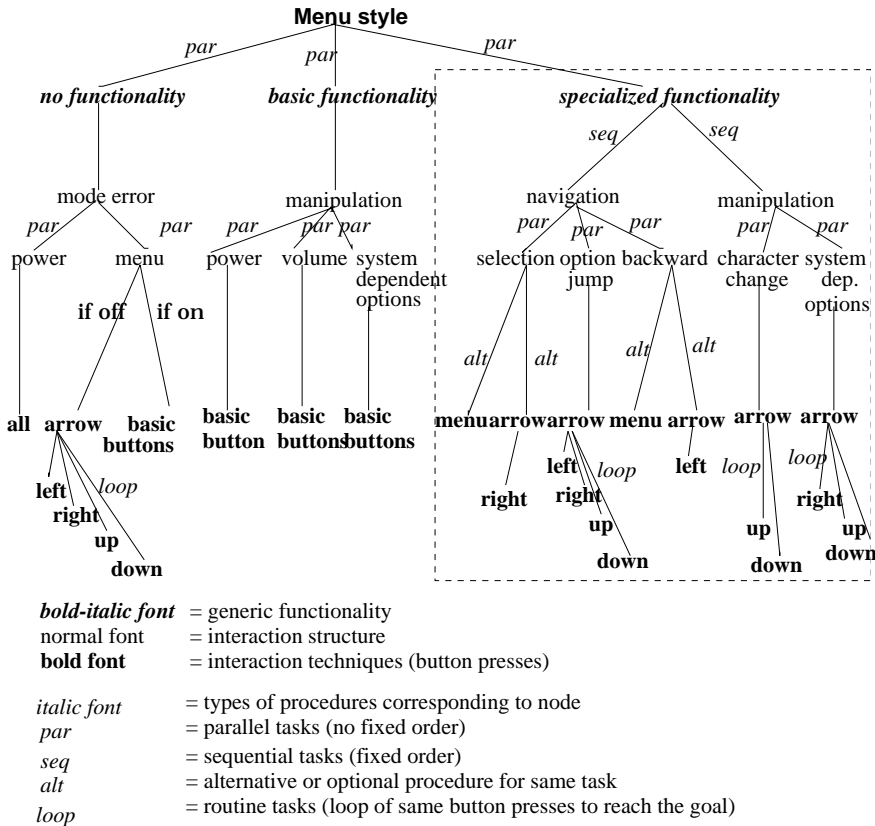 Menu style
par par par
no functionality basic functionality specialized functionality
seq seq
mode error manipulation navigation manipulation
par par par par par par par par par par
power menu power volume system selection option backward character system
dependent jump change dep.
options options
if off if on
alt alt alt alt
all arrow basic basic basic basic menu arrow arrow menu arrow arrow arrow
buttons button buttons buttons
left loop left loop left loop loop
right right right right
up up up up
down down down down
bold-italic font = generic functionality
normal font = interaction structure
bold font = interaction techniques (button presses)
italic font = types of procedures corresponding to node
par = parallel tasks (no fixed order)
seq = sequential tasks (fixed order)
alt = alternative or optional procedure for same task
loop = routine tasks (loop of same button presses to reach the goal)